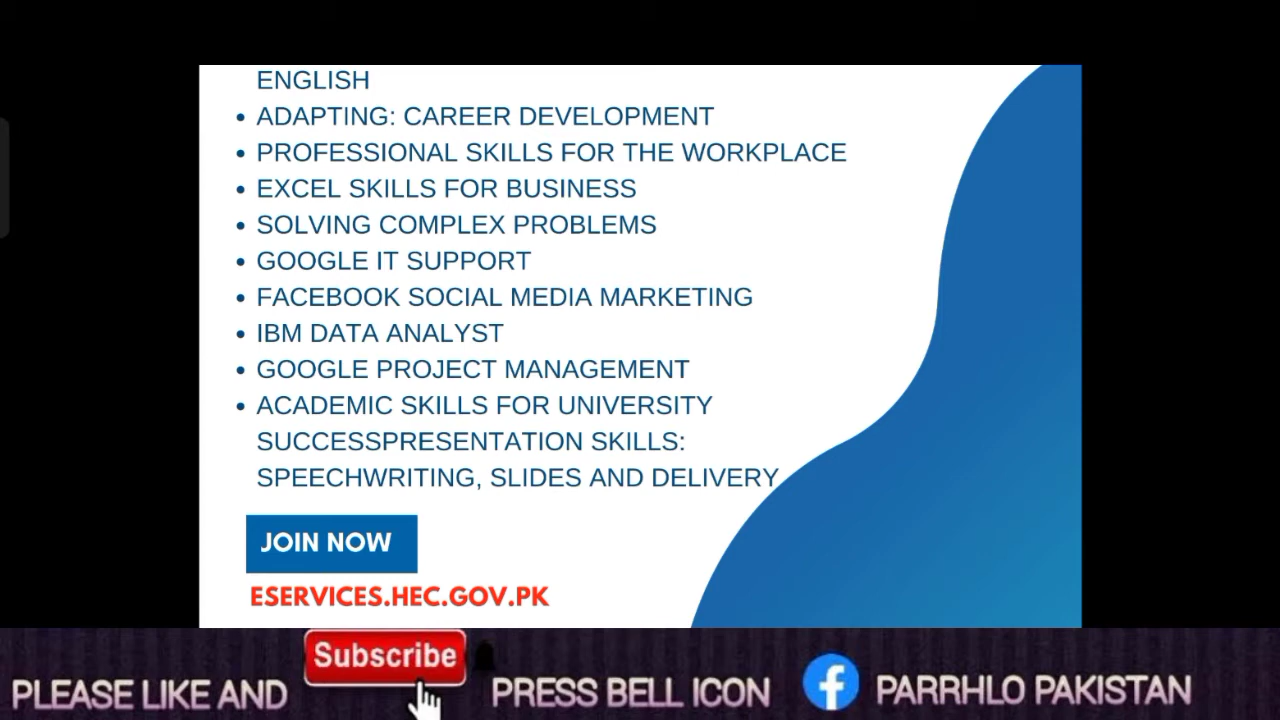 ENGLISH
• ADAPTING: CAREER DEVELOPMENT
• PROFESSIONAL SKILLS FOR THE WORKPLACE
• EXCEL SKILLS FOR BUSINESS
• SOLVING COMPLEX PROBLEMS
• GOOGLE IT SUPPORT
• FACEBOOK SOCIAL MEDIA MARKETING
• IBM DATA ANALYST
• GOOGLE PROJECT MANAGEMENT
• ACADEMIC SKILLS FOR UNIVERSITY
SUCCESSPRESENTATION SKILLS:
SPEECHWRITING, SLIDES AND DELIVERY
JOIN NOW
ESERVICES.HEC.GOV.PK
PLEASE LIKE AND Subscribe PRESS BELL ICON PARRHLO PAKISTAN